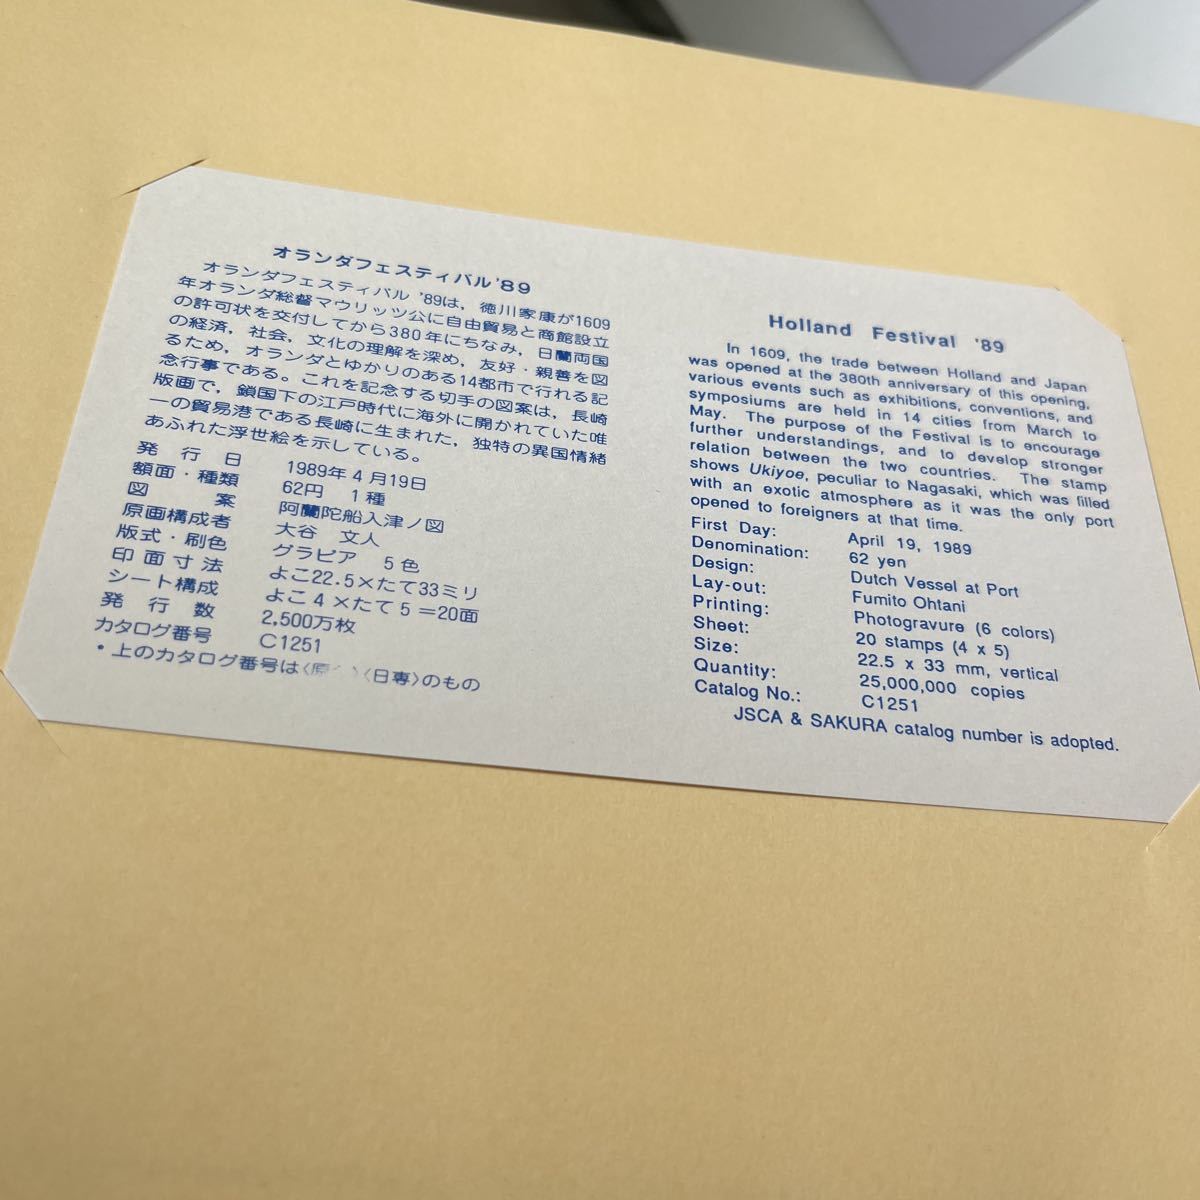 オランダフェスティバル '89
オランダフェスティバル '89は，徳川家康が1609
年オランダ総督マウリッツ公に自由貿易と商館設立
の許可状を交付してから380年にちなみ，日蘭両国
の経済，社会，文化の理解を深め，友好・親善を図
るため，オランダとゆかりのある14都市で行れる記
念行事である。これを記念する切手の図案は，長崎
版画で，鎖国下の江戸時代に海外に開かれていた唯
一の貿易港である長崎に生まれた，独特の異国情緒
あふれた浮世絵を示している。
発行日 1989年4月19日
額面・種類 62円 1種
図案 阿蘭陀船入津ノ図
原画構成者 大谷 文人
版式・刷色 グラビア 5色
印面寸法 よこ22.5×たて33ミリ
シート構成 よこ4×たて5＝20面
発行数 2,500万枚
カタログ番号 C1251
・上のカタログ番号は〈原 〉〈日専〉のもの
Holland Festival '89
In 1609, the trade between Holland and Japan
was opened at the 380th anniversary of this opening,
various events such as exhibitions, conventions, and
symposiums are held in 14 cities from March to
May. The purpose of the Festival is to encourage
further understandings, and to develop stronger
relation between the two countries. The stamp
shows Ukiyoe, peculiar to Nagasaki, which was filled
with an exotic atmosphere as it was the only port
opened to foreigners at that time.
First Day: April 19, 1989
Denomination: 62 yen
Design: Dutch Vessel at Port
Lay-out: Fumito Ohtani
Printing: Photogravure (6 colors)
Sheet: 20 stamps (4 x 5)
Size: 22.5 x 33 mm, vertical
Quantity: 25,000,000 copies
Catalog No.: C1251
JSCA & SAKURA catalog number is adopted.